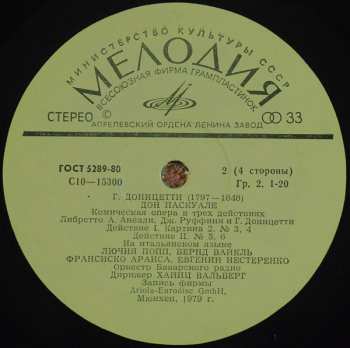 МИНИСТЕРСТВО КУЛЬТУРЫ СССР
МЕЛОДИЯ
ВСЕСОЮЗНАЯ ФИРМА ГРАМПЛАСТИНОК
СТЕРЕО
33
АПРЕЛЕВСКИЙ ОРДЕНА ЛЕНИНА ЗАВОД
ГОСТ 5289-80
2 (4 стороны)
С10—15300
Гр. 2. 1-20
Г. ДОНИЦЕТТИ (1797—1848)
ДОН ПАСКУАЛЕ
Комическая опера в трех действиях
Либретто А. Анелли, Дж. Руффини и Г. Доницетти
Действие I. Картина 2. № 3, 4
Действие II. № 5, 6
На итальянском языке
ЛЮЧИЯ ПОПП, БЕРНД ВАЙКЛЬ
ФРАНСИСКО АРАИСА, ЕВГЕНИЙ НЕСТЕРЕНКО
Оркестр Баварского радио
Дирижер ХАЙНЦ ВАЛЬБЕРГ
Запись фирмы
Ariola-Eurodisc GmbH,
Мюнхен, 1979 г.